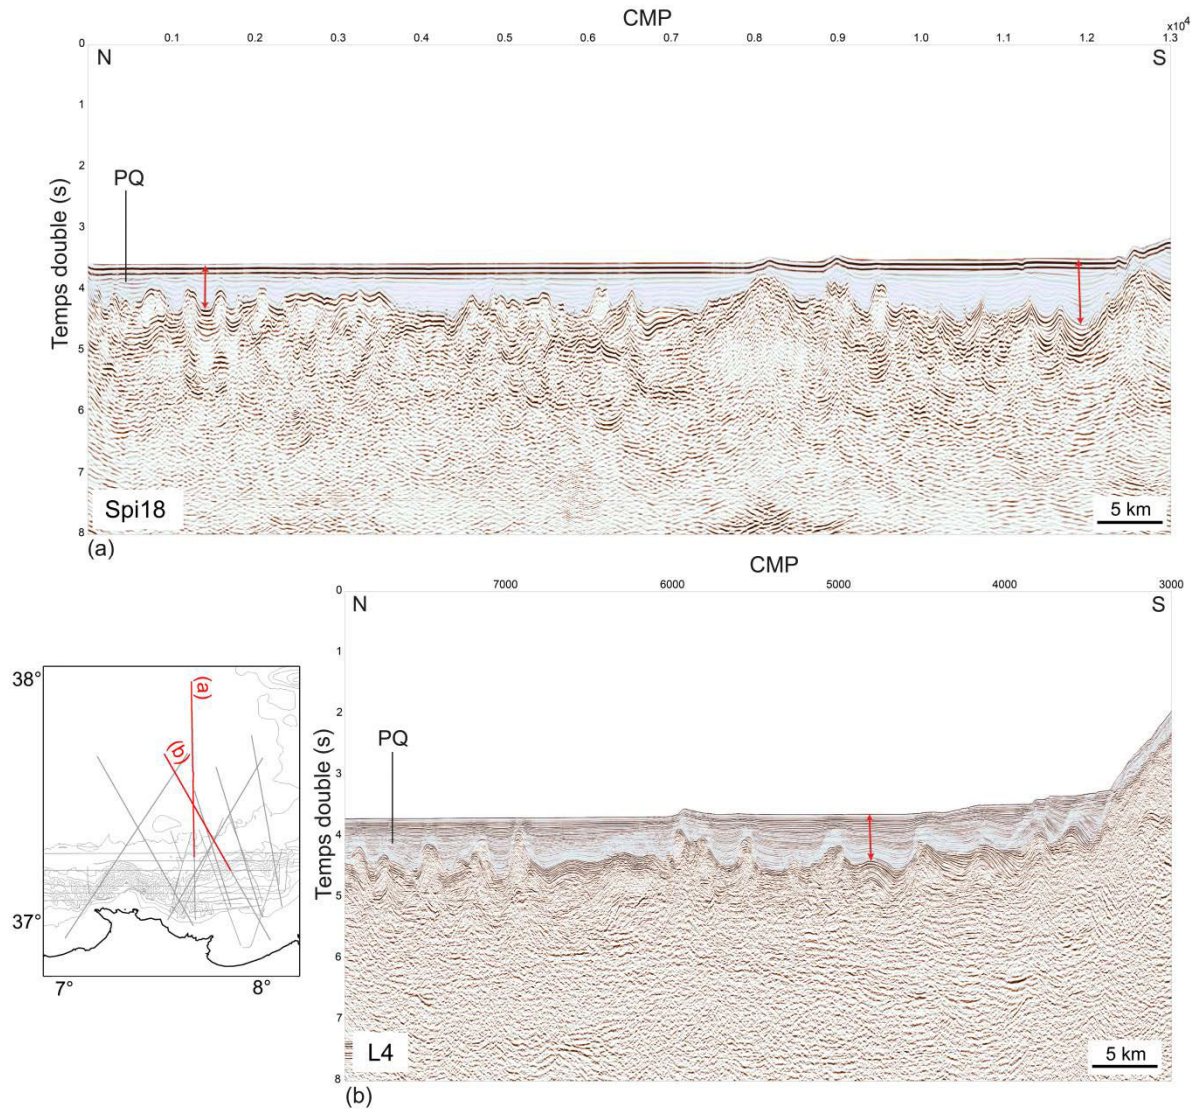 CMP
x10⁴
0 0.1 0.2 0.3 0.4 0.5 0.6 0.7 0.8 0.9 1.1 1.2 1.3
N S
1
2
PQ
3
4
5
6
7
8
Temps double (s)
Spi18
5 km
(a)
CMP
0 7000 6000 5000 4000 3000
N S
1
2
PQ
3
4
5
6
7
8
Temps double (s)
L4
5 km
(b)
38°
(a)
(b)
37°
7° 8°